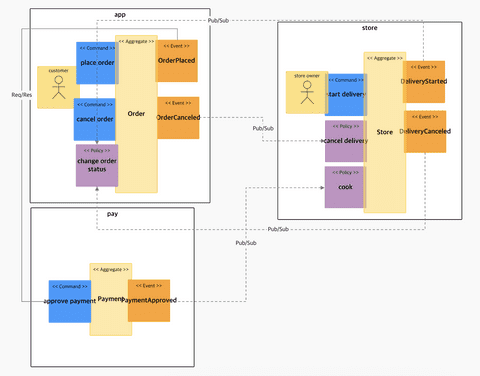 app
Pub/Sub
store
<< Command >>
place order
<< Aggregate >>
Order
<< Event >>
OrderPlaced
customer
Req/Res
<< Command >>
cancel order
<< Event >>
OrderCanceled
<< Policy >>
change order
status
Pub/Sub
<< Aggregate >>
Store
<< Event >>
DeliveryStarted
store owner
<< Command >>
start delivery
<< Event >>
DeliveryCanceled
<< Policy >>
cancel delivery
<< Policy >>
cook
Pub/Sub
Pub/Sub
pay
<< Command >>
approve payment
<< Aggregate >>
Payment
<< Event >>
PaymentApproved